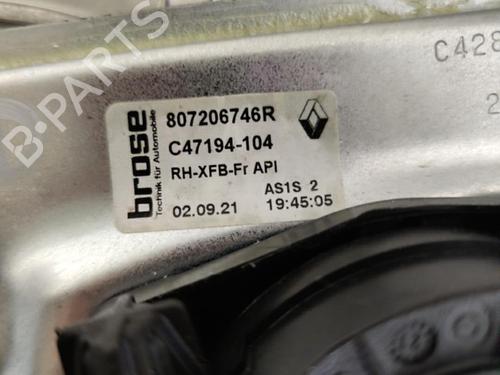 C428
2
brose
Technik für Automobile
807206746R
C47194-104
RH-XFB-Fr API
AS1S 2
02.09.21 19:45:05
B-PARTS